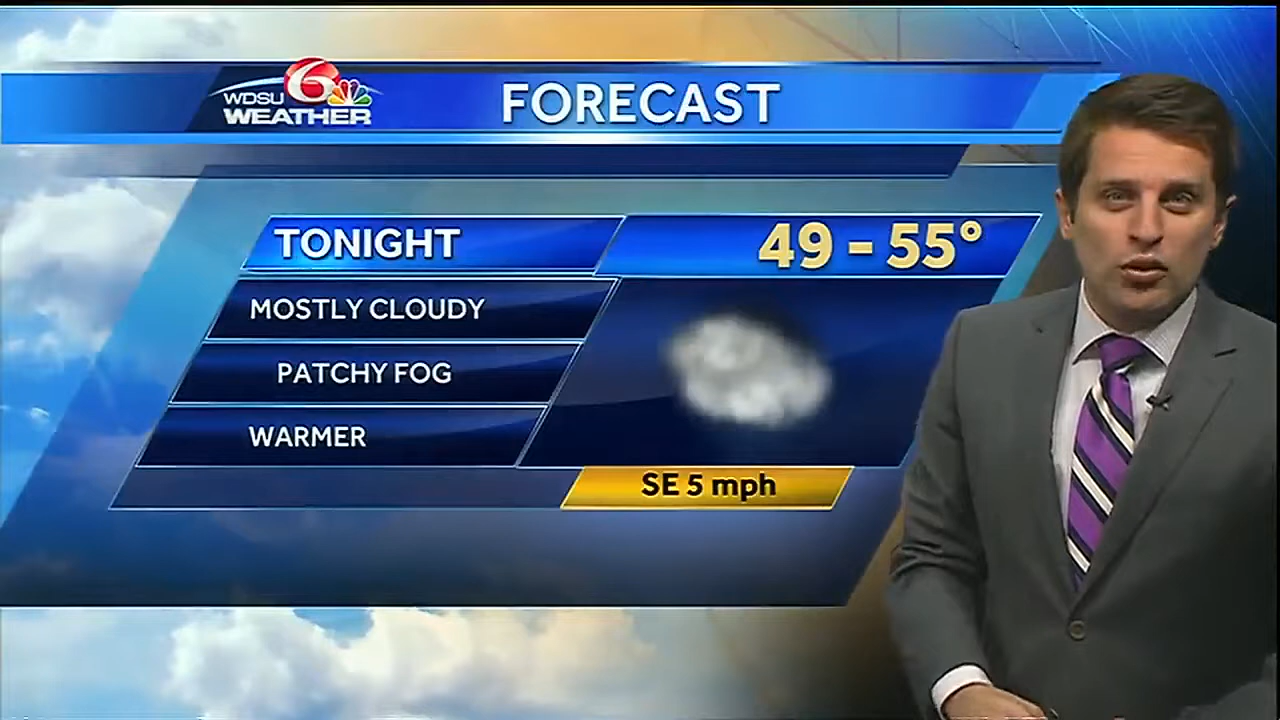 6
WDSU
WEATHER
FORECAST
TONIGHT
49 - 55°
MOSTLY CLOUDY
PATCHY FOG
WARMER
SE 5 mph